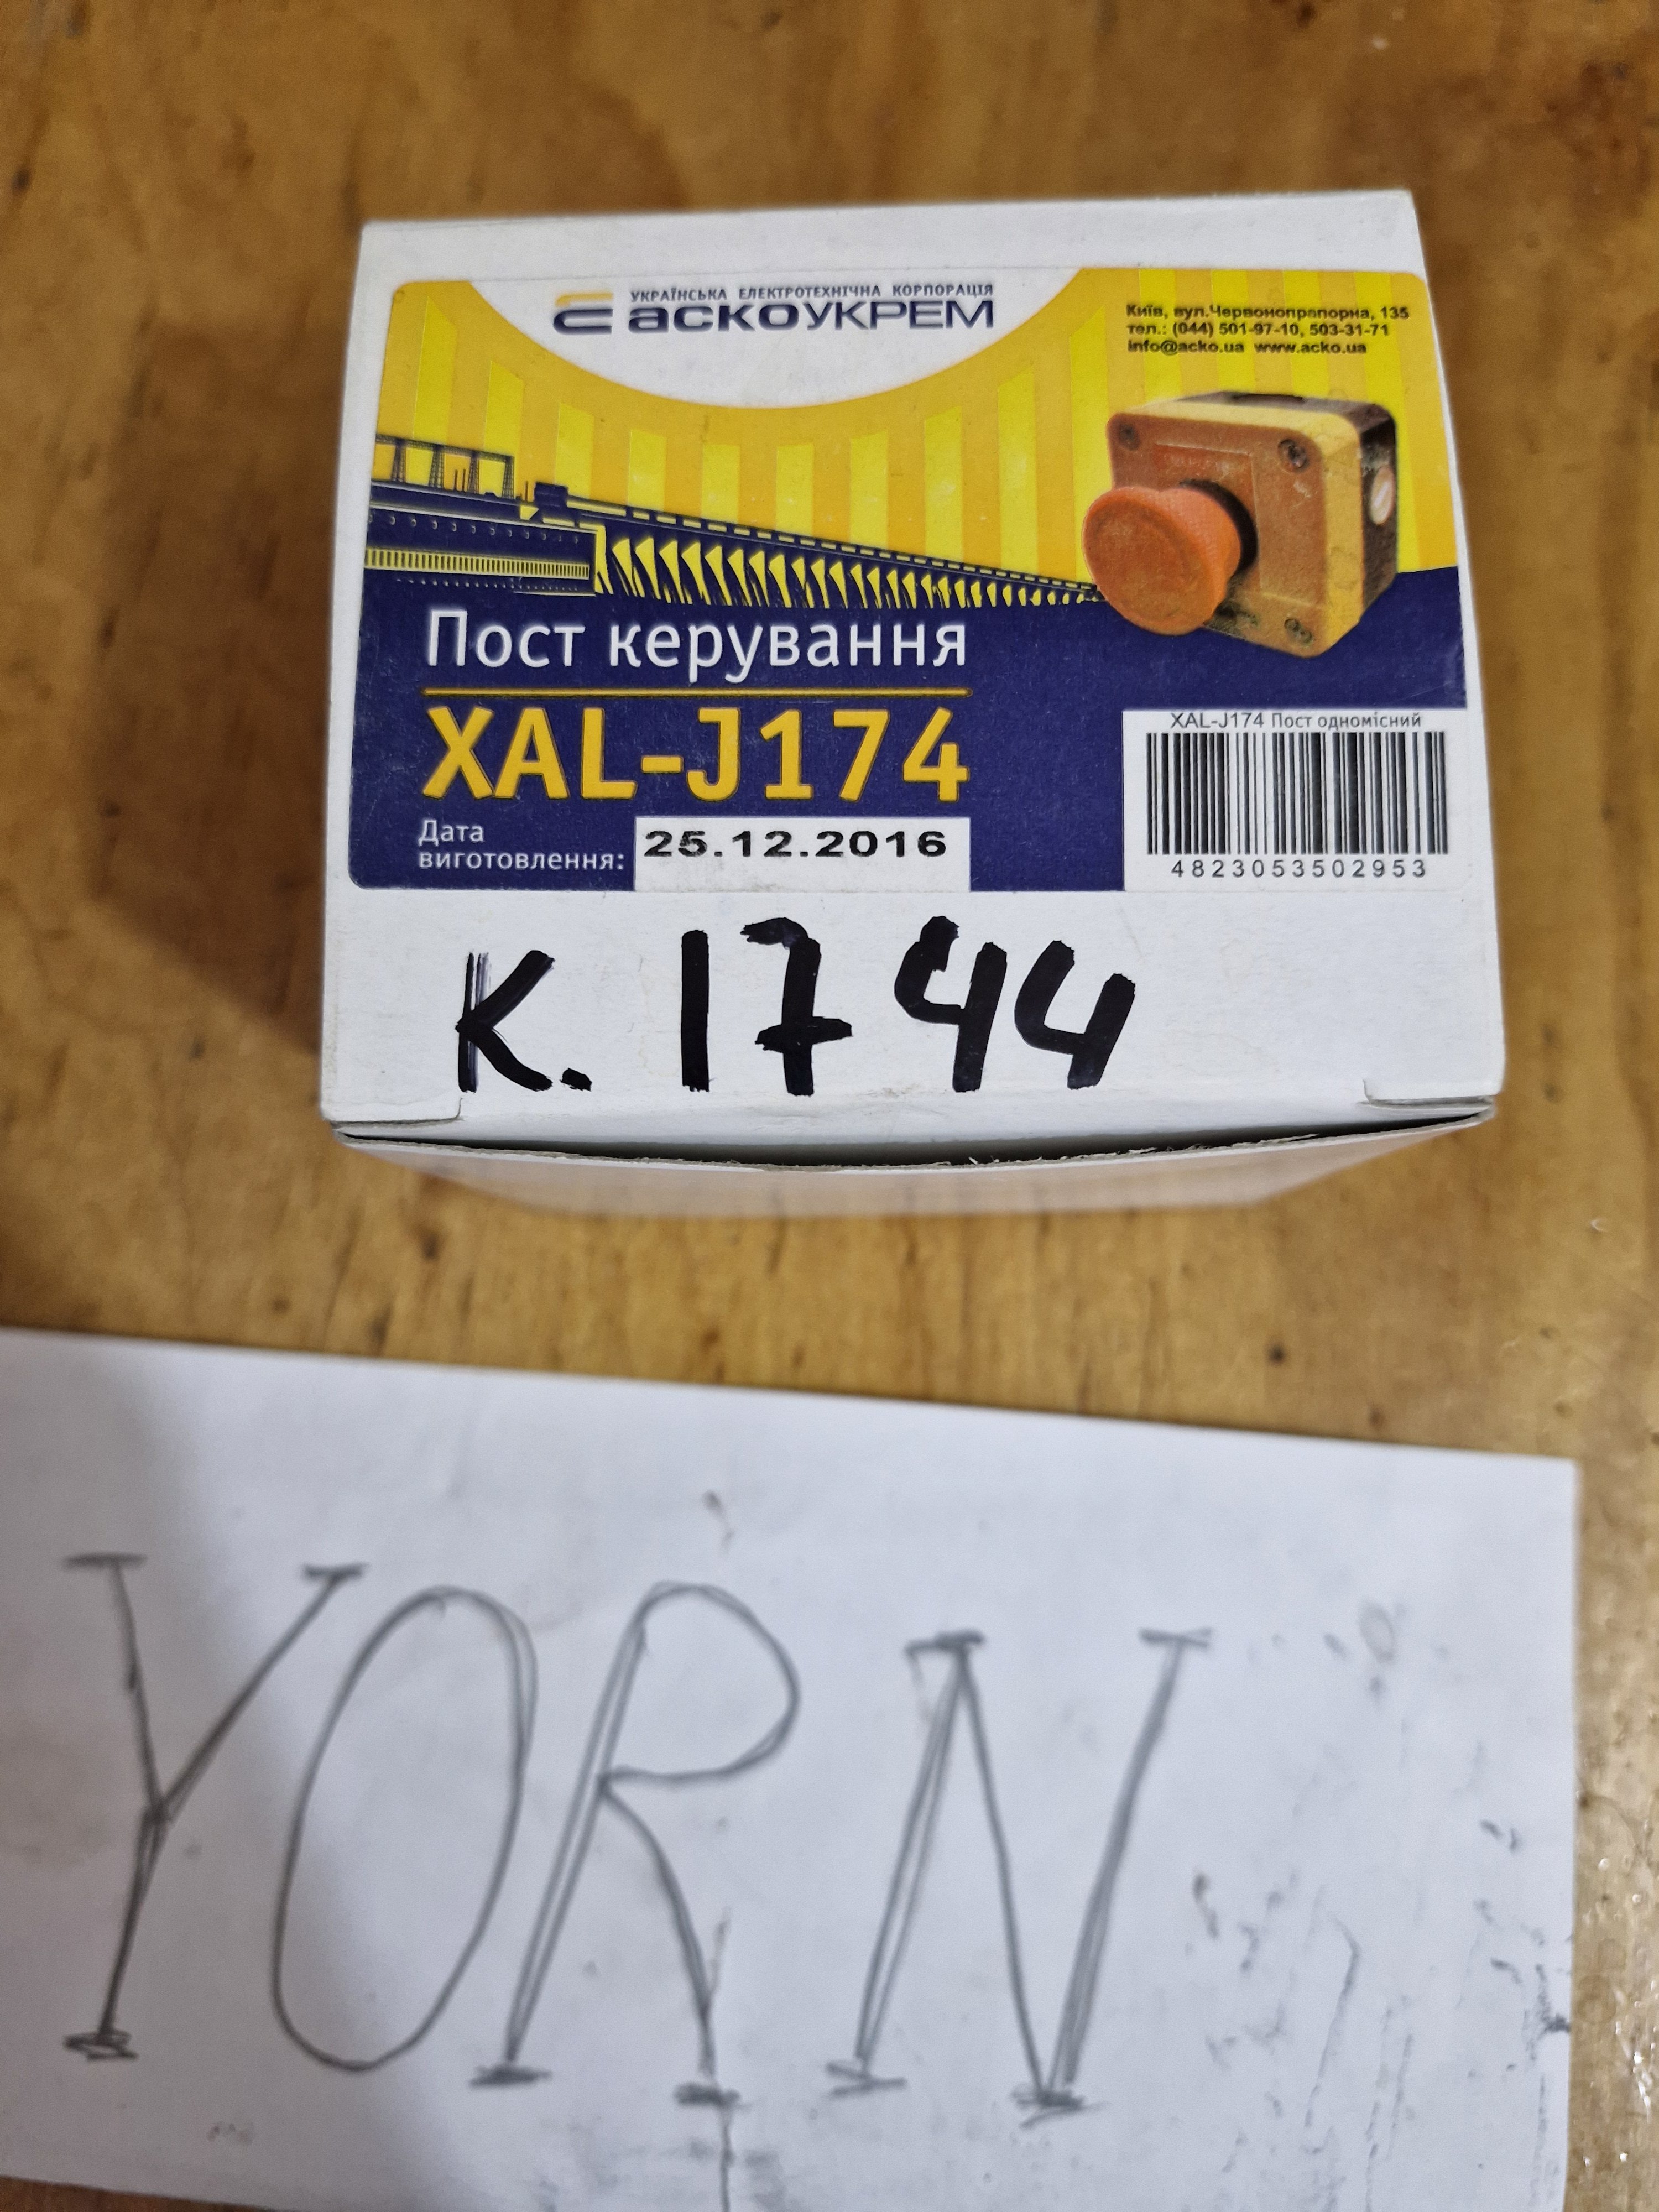 УКРАЇНСЬКА ЕЛЕКТРОТЕХНІЧНА КОРПОРАЦІЯ
аскоУКРЕМ
Київ, вул.Червонопрапорна, 135
тел.: (044) 501-97-10, 503-31-71
info@acko.ua www.acko.ua
Пост керування
XAL-J174
Дата
виготовлення: 25.12.2016
XAL-J174 Пост одномісний
4823053502953
К. 1744
YORN